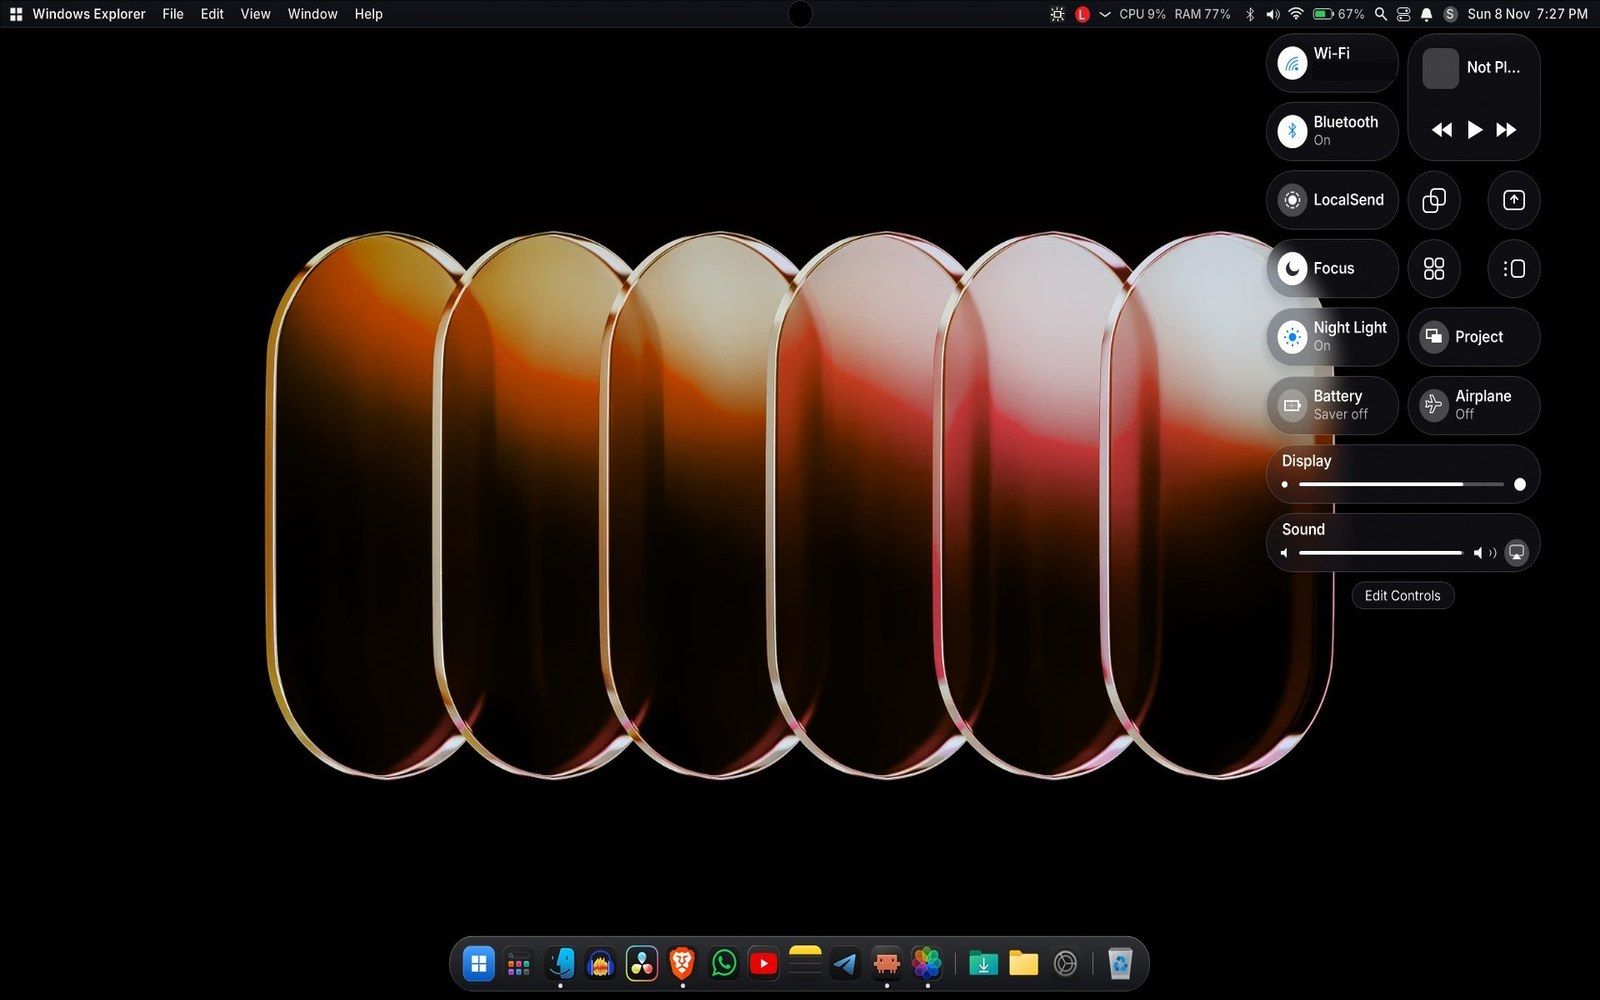 Windows Explorer File Edit View Window Help
L CPU 9% RAM 77% 67% S Sun 8 Nov 7:27 PM
Wi-Fi
Not Pl...
Bluetooth
On
LocalSend
Focus
Night Light
On
Project
Battery
Saver off
Airplane
Off
Display
Sound
Edit Controls